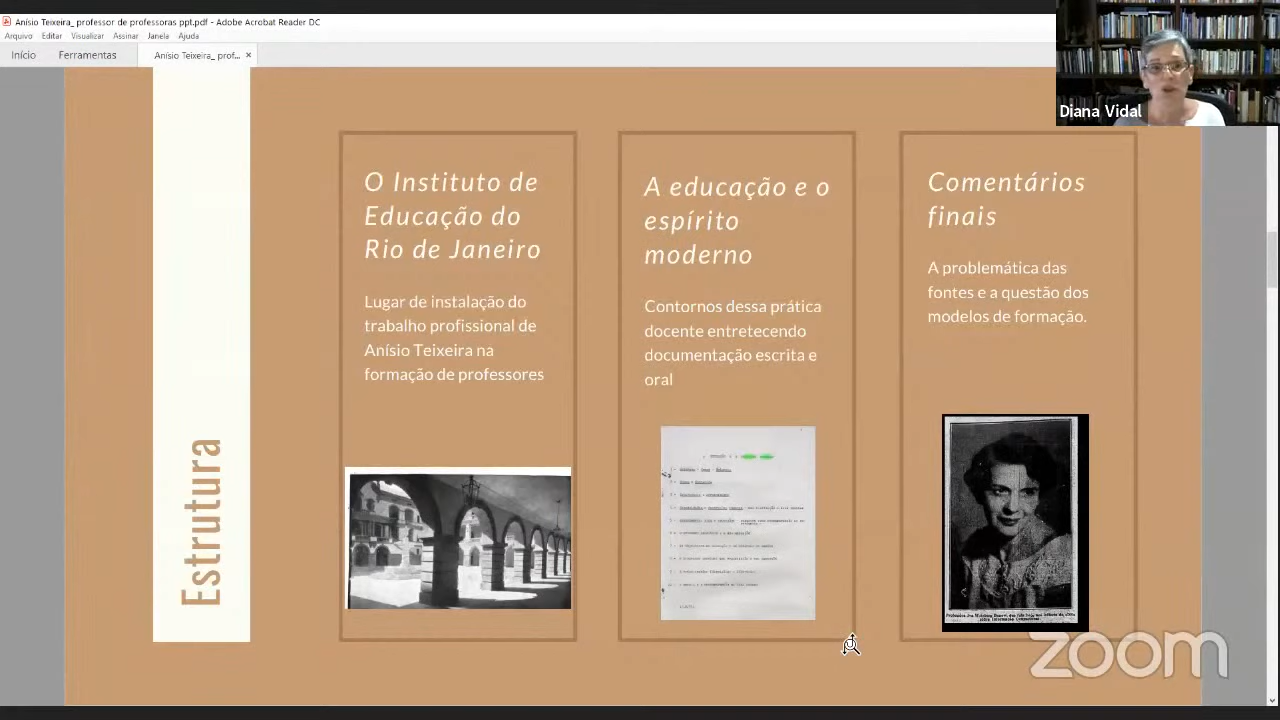 Anísio Teixeira_ professor de professoras ppt.pdf - Adobe Acrobat Reader DC
Arquivo Editar Visualizar Assinar Janela Ajuda
Início Ferramentas Anísio Teixeira_ prof... ×
Diana Vidal
Estrutura
O Instituto de
Educação do
Rio de Janeiro
Lugar de instalação do
trabalho profissional de
Anísio Teixeira na
formação de professores
A educação e o
espírito
moderno
Contornos dessa prática
docente entretecendo
documentação escrita e
oral
Comentários
finais
A problemática das
fontes e a questão dos
modelos de formação.
zoom